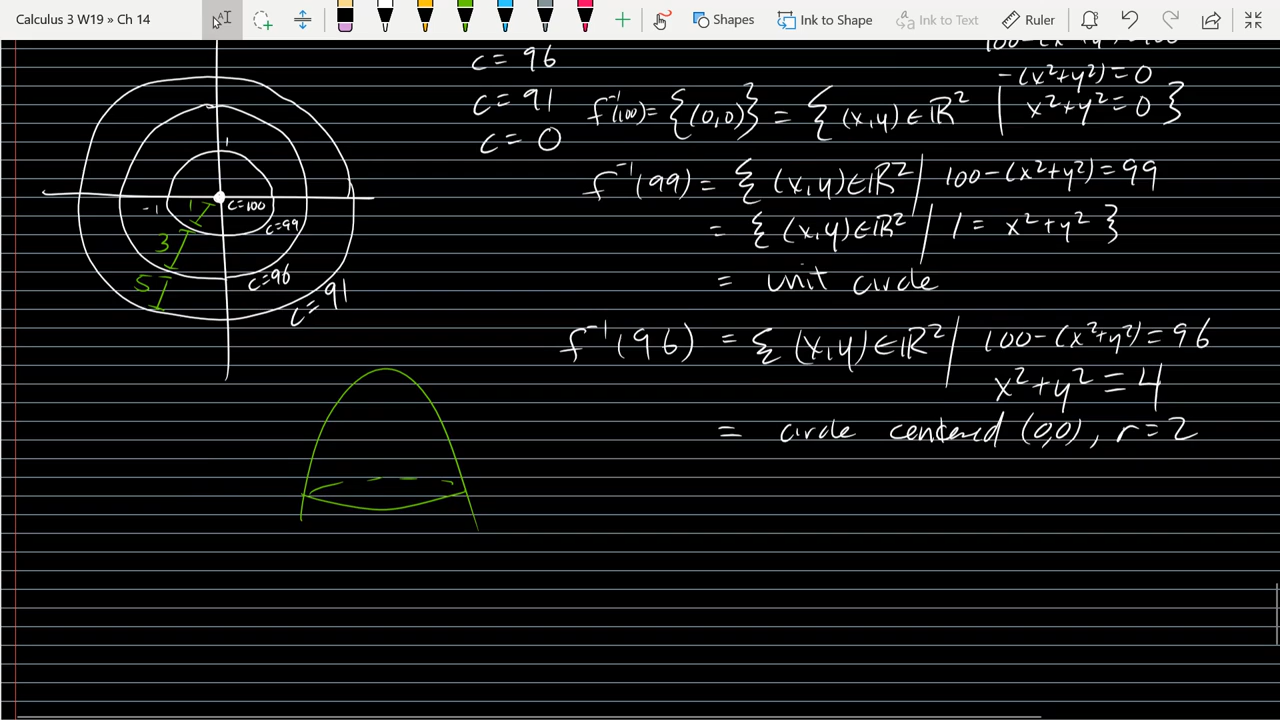 Calculus 3 W19 » Ch 14
Shapes
Ink to Shape
Ink to Text
Ruler
c = 96
c = 91
c = 0
1
-1
c=100
c=99
c=96
c=91
1
3
5
-(x²+y²)=0
f⁻¹(100)= {(0,0)} = { (x,y) ∈ ℝ² | x²+y²=0 }
f⁻¹(99) = { (x,y)∈ℝ² | 100-(x²+y²)=99
= { (x,y)∈ℝ² | 1 = x²+y² }
= unit circle
f⁻¹(96) = { (x,y)∈ℝ² | 100-(x²+y²)=96
x²+y² = 4
= circle centered (0,0), r=2